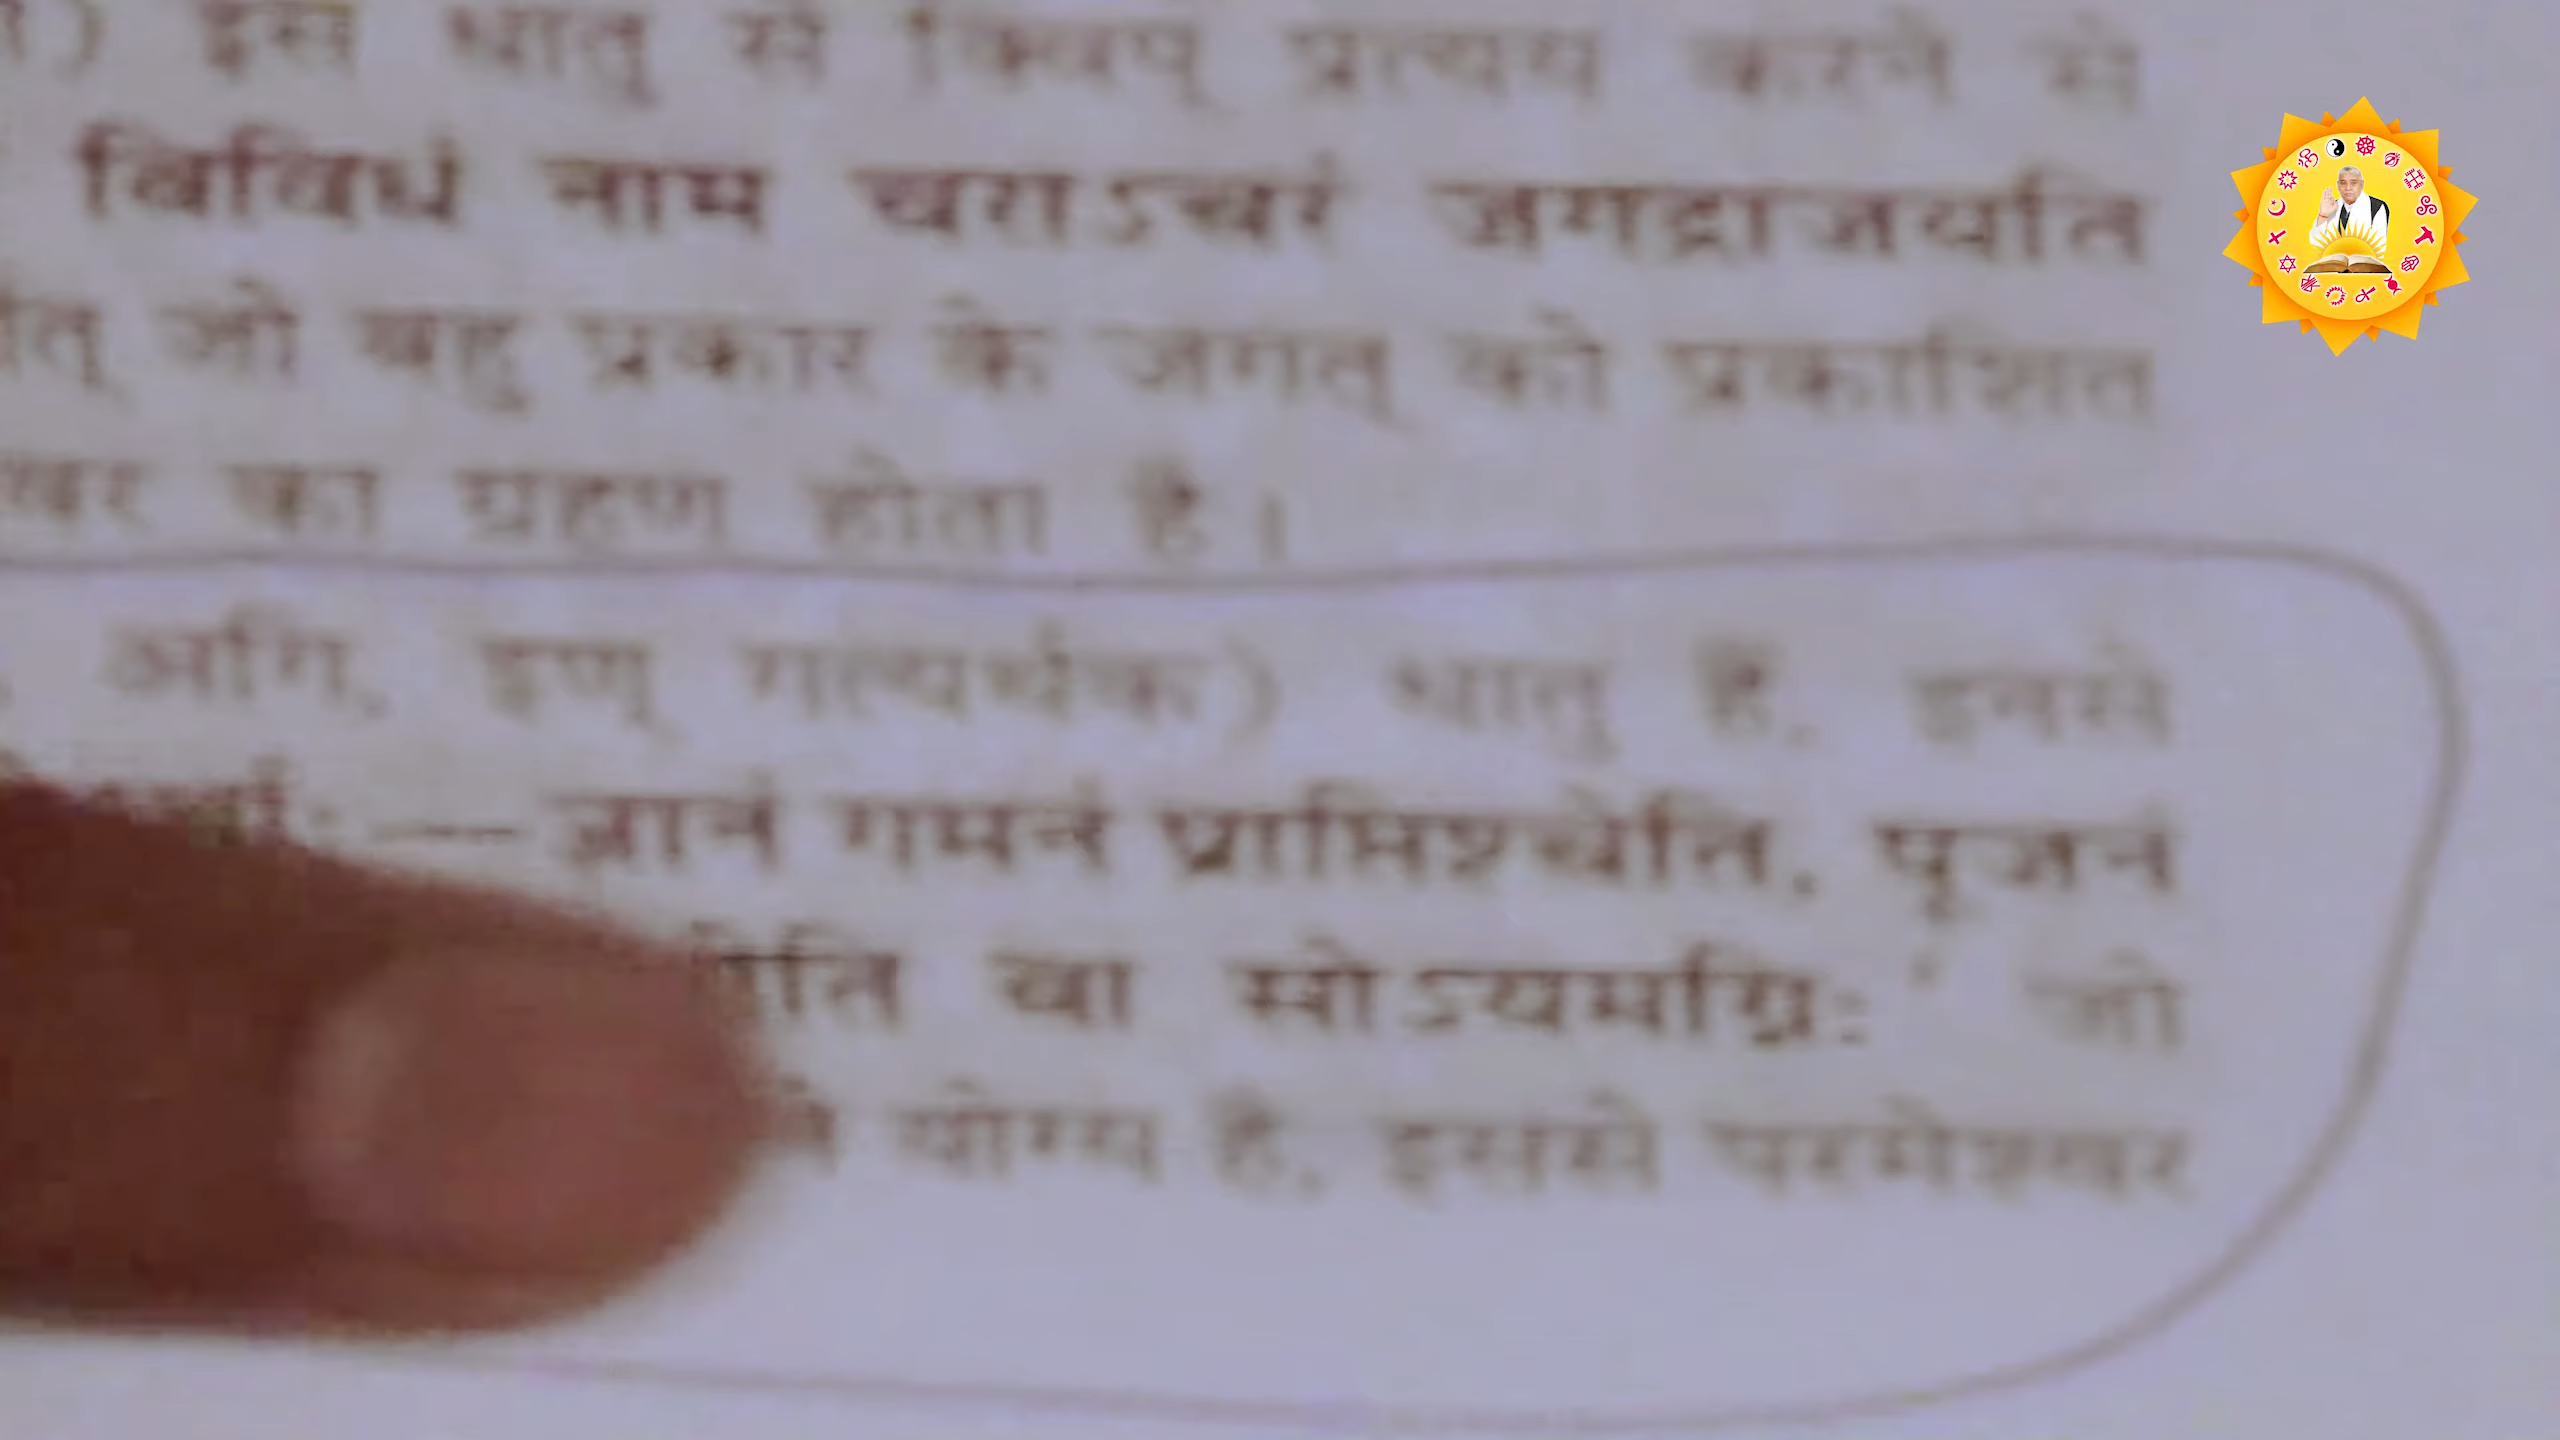 इस धातु से क्विप् प्रत्यय करने से
विविधं नाम चराऽचरं जगद्राजयति
जो बहु प्रकार के जगत् को प्रकाशित
का ग्रहण होता है।
अगि, इण् गत्यर्थक) धातु हैं, इनसे
ज्ञानं गमनं प्राप्तिश्चेति, पूजनं
वा सोऽयमग्निः' जो
योग्य है, इससे परमेश्वर